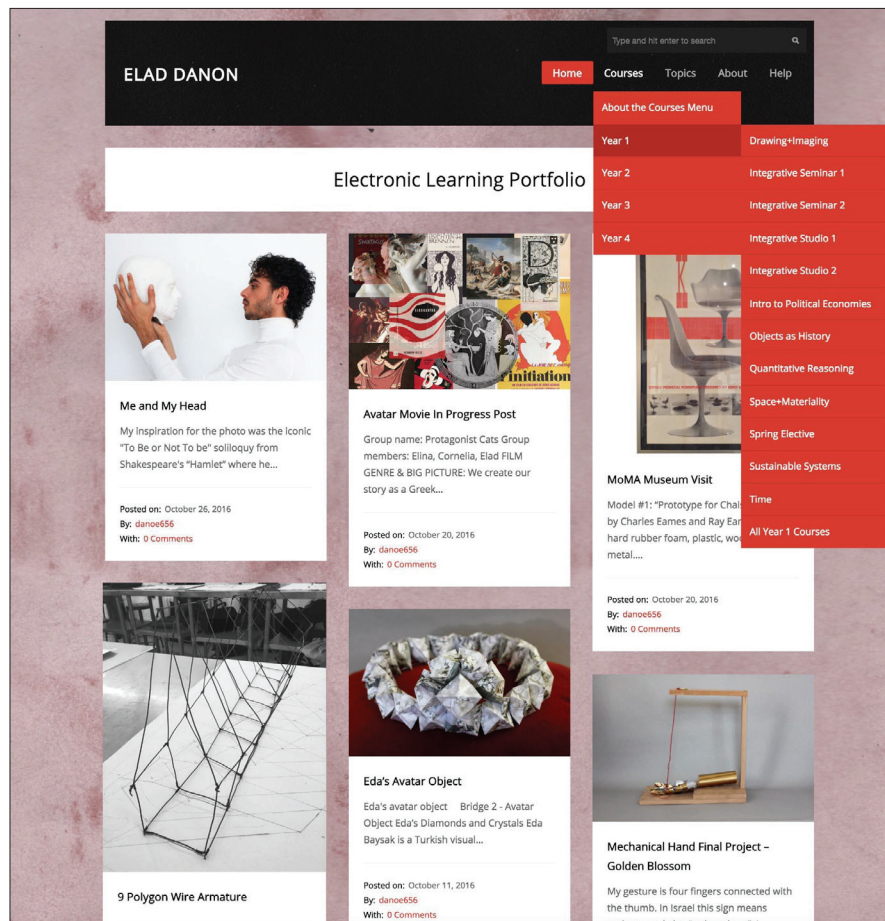 Type and hit enter to search
ELAD DANON
Home
Courses
Topics
About
Help
About the Courses Menu
Year 1
Year 2
Year 3
Year 4
Drawing+Imaging
Integrative Seminar 1
Integrative Seminar 2
Integrative Studio 1
Integrative Studio 2
Intro to Political Economies
Objects as History
Quantitative Reasoning
Space+Materiality
Spring Elective
Sustainable Systems
Time
All Year 1 Courses
Electronic Learning Portfolio
Me and My Head
My inspiration for the photo was the iconic
"To Be or Not To be" soliloquy from
Shakespeare's "Hamlet" where he...
Posted on: October 26, 2016
By: danoe656
With: 0 Comments
initiation
Avatar Movie In Progress Post
Group name: Protagonist Cats Group
members: Elina, Cornelia, Elad FILM
GENRE & BIG PICTURE: We create our
story as a Greek...
Posted on: October 20, 2016
By: danoe656
With: 0 Comments
MoMA Museum Visit
Model #1: "Prototype for
by Charles Eames and Ray
hard rubber foam, plastic,
metal....
Posted on: October 20, 2016
By: danoe656
With: 0 Comments
9 Polygon Wire Armature
Eda's Avatar Object
Eda's avatar object Bridge 2 - Avatar
Object Eda's Diamonds and Crystals Eda
Baysak is a Turkish visual...
Posted on: October 11, 2016
By: danoe656
With: 0 Comments
Mechanical Hand Final Project –
Golden Blossom
My gesture is four fingers connected with
the thumb. In Israel this sign means